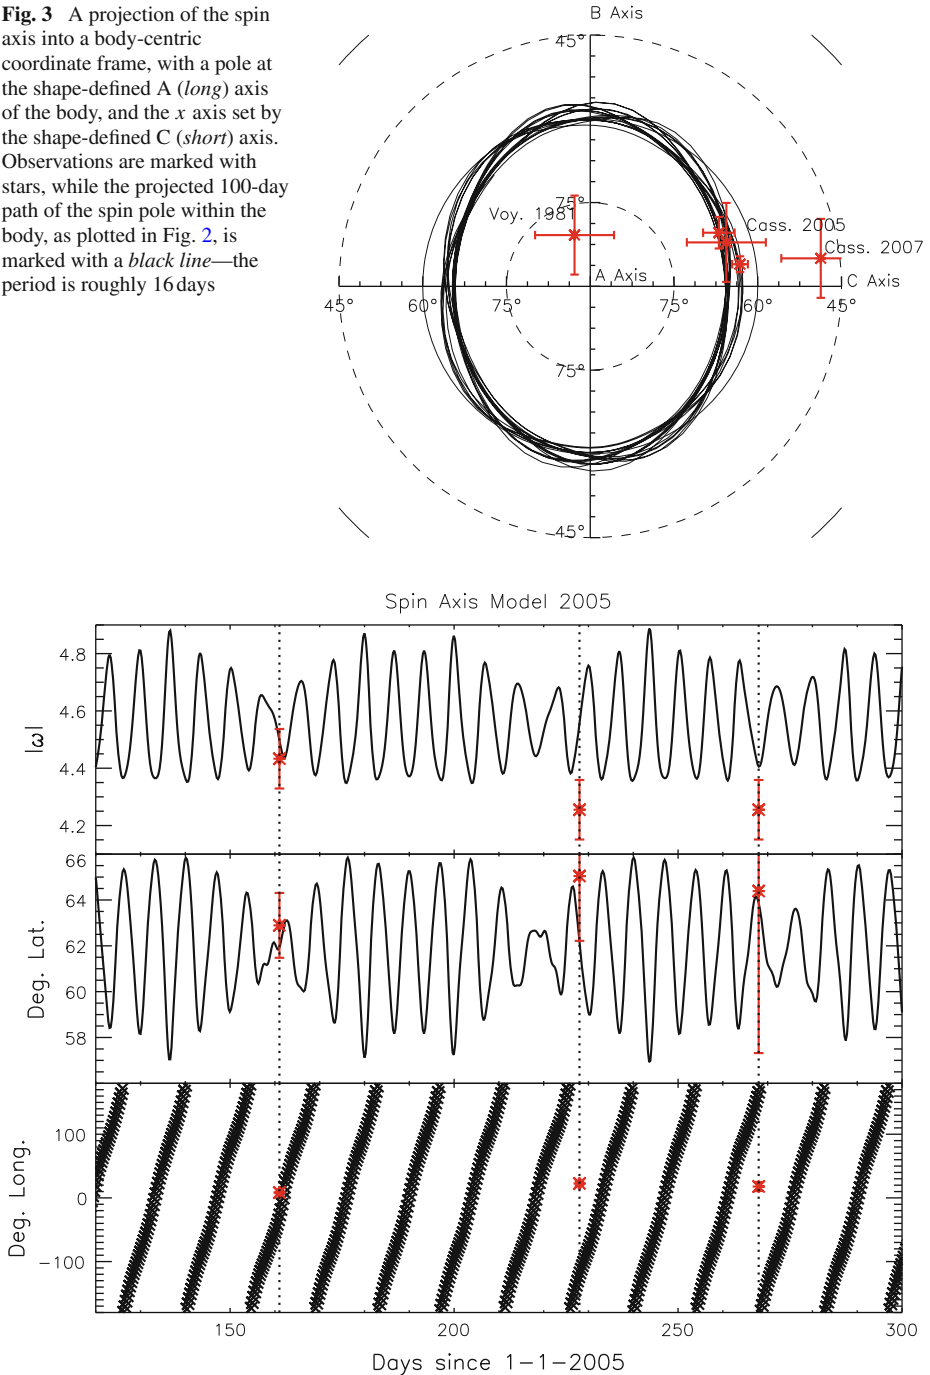 Fig. 3 A projection of the spin
axis into a body-centric
coordinate frame, with a pole at
the shape-defined A (long) axis
of the body, and the x axis set by
the shape-defined C (short) axis.
Observations are marked with
stars, while the projected 100-day
path of the spin pole within the
body, as plotted in Fig. 2, is
marked with a black line—the
period is roughly 16 days
B Axis
45°
75°
Voy. 1981
Cass. 2005
Cass. 2007
A Axis
C Axis
45° 60° 75° 75° 60° 45°
75°
45°
Spin Axis Model 2005
4.8
4.6
4.4
4.2
|ω|
66
64
62
60
58
Deg. Lat.
100
0
−100
Deg. Long.
150 200 250 300
Days since 1−1−2005